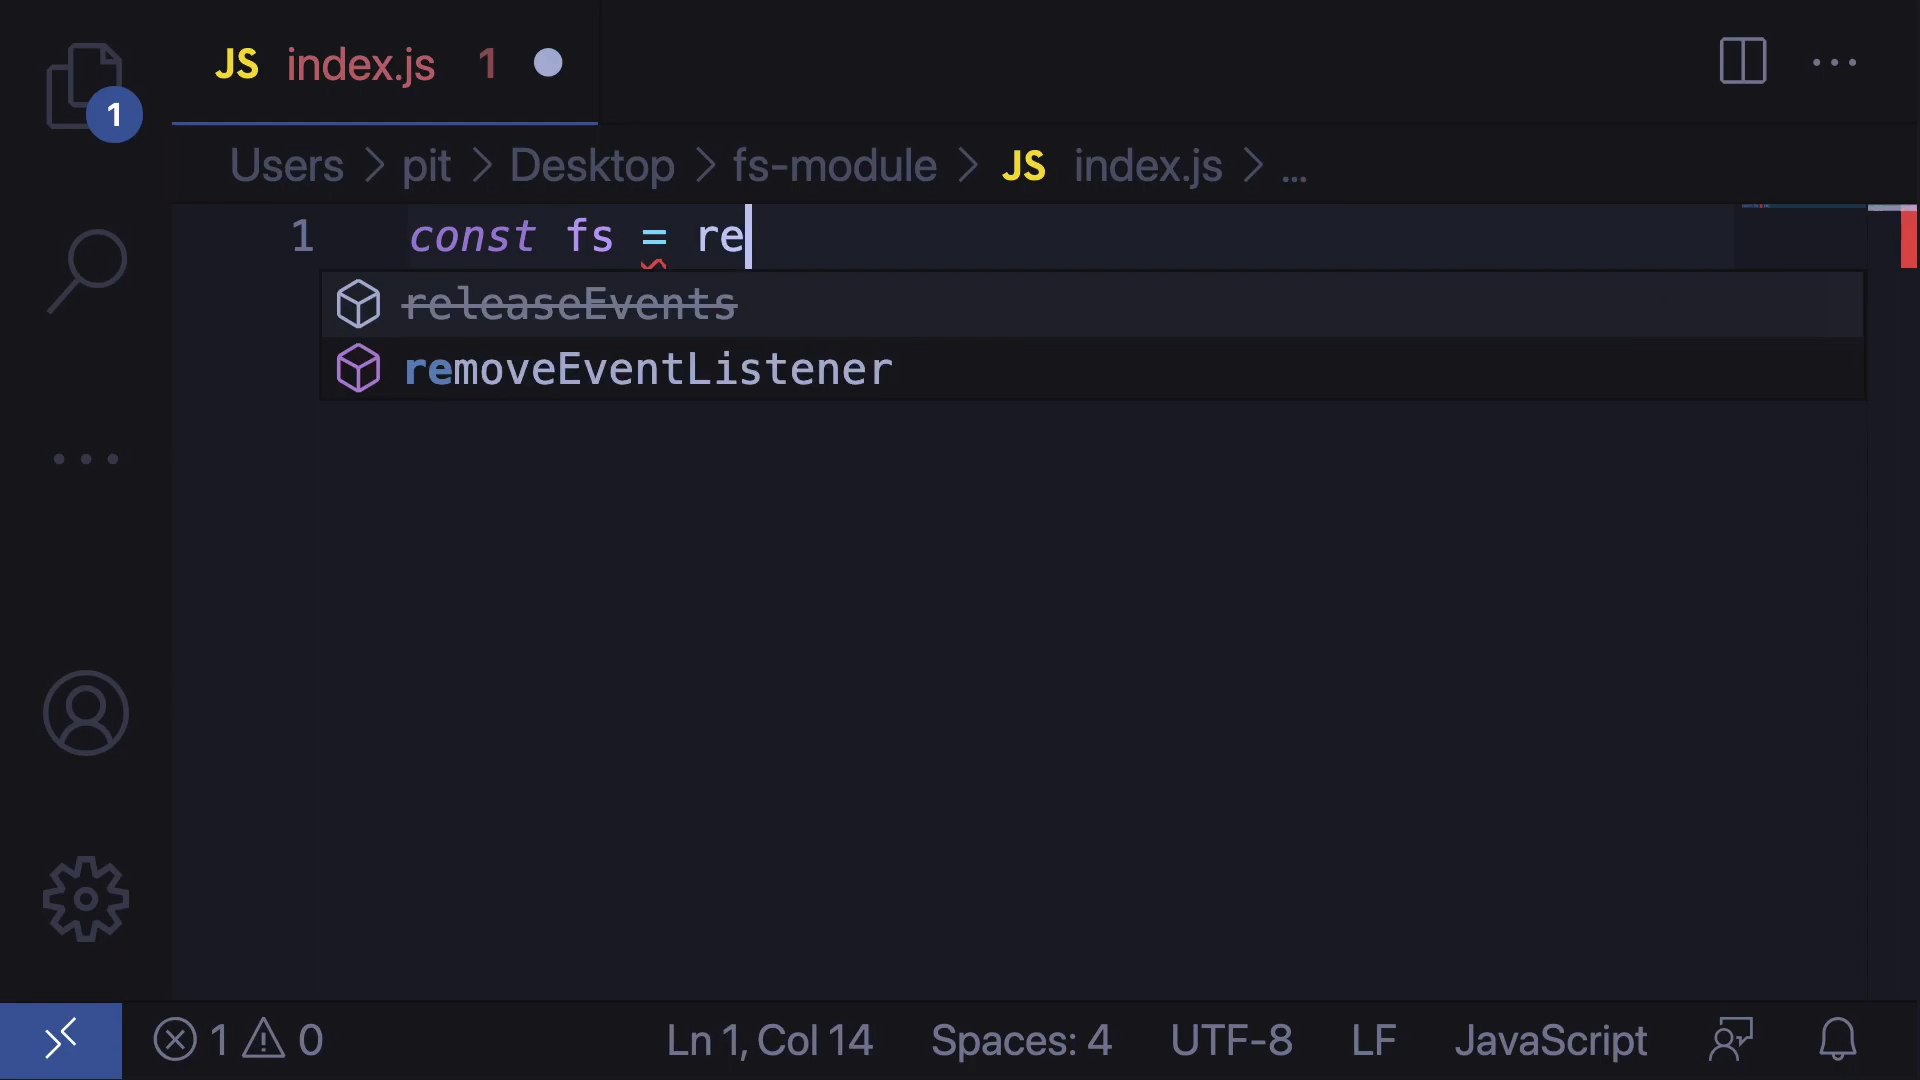 JS index.js 1
1
Users > pit > Desktop > fs-module > JS index.js > ...
1 const fs = re
releaseEvents
removeEventListener
1 0 Ln 1, Col 14 Spaces: 4 UTF-8 LF JavaScript